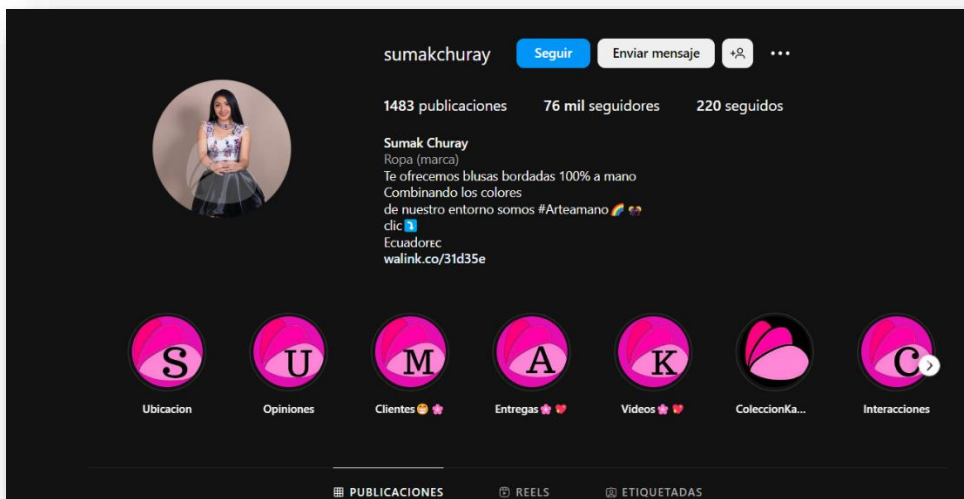 sumakchuray Seguir Enviar mensaje
1483 publicaciones 76 mil seguidores 220 seguidos
Sumak Churay
Ropa (marca)
Te ofrecemos blusas bordadas 100% a mano
Combinando los colores
de nuestro entorno somos #Arteamano🌈👭
clic⤵️
Ecuadorᴇᴄ
walink.co/31d35e
S U M A K C
Ubicacion Opiniones Clientes😁🌸 Entregas🌸💖 Videos🌸💖 ColeccionKa... Interacciones
PUBLICACIONES REELS ETIQUETADAS